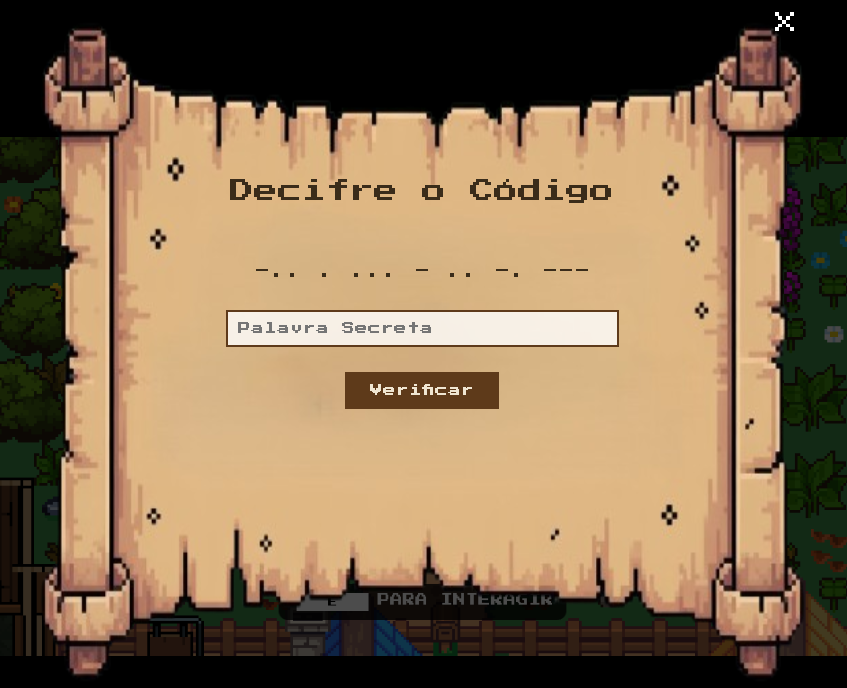 Decifre o Código
-.. . ... - .. -. ---
Palavra Secreta
Verificar
E PARA INTERAGIR